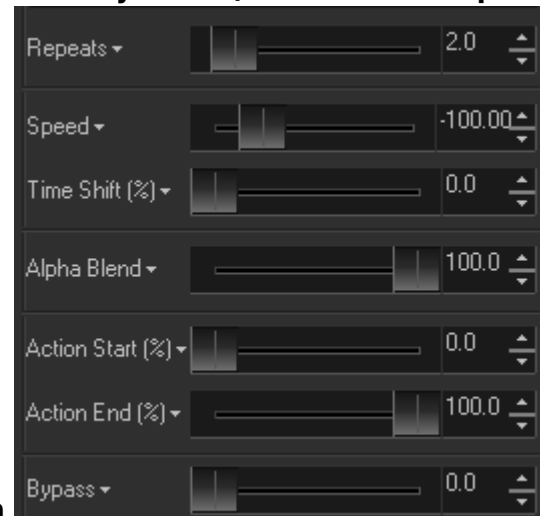 Repeats 2.0
Speed -100.00
Time Shift (%) 0.0
Alpha Blend 100.0
Action Start (%) 0.0
Action End (%) 100.0
Bypass 0.0